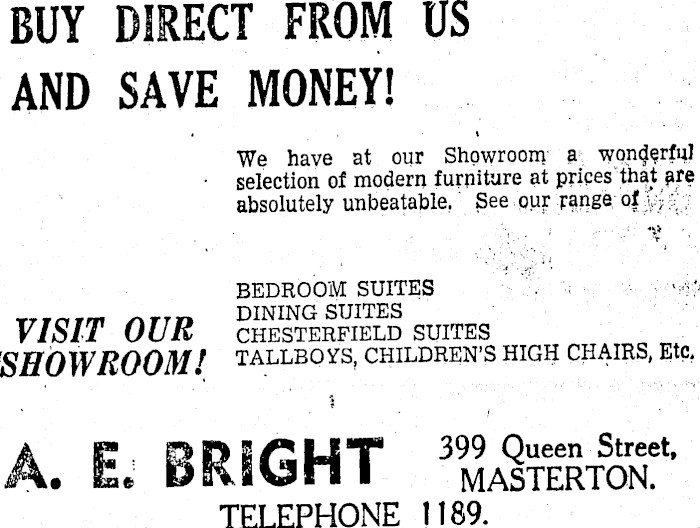 BUY DIRECT FROM US
AND SAVE MONEY!
We have at our Showroom a wonderful
selection of modern furniture at prices that are
absolutely unbeatable. See our range of
BEDROOM SUITES
DINING SUITES
CHESTERFIELD SUITES
TALLBOYS, CHILDREN'S HIGH CHAIRS, Etc.
VISIT OUR
SHOWROOM!
A. E. BRIGHT
399 Queen Street,
MASTERTON.
TELEPHONE 1189.